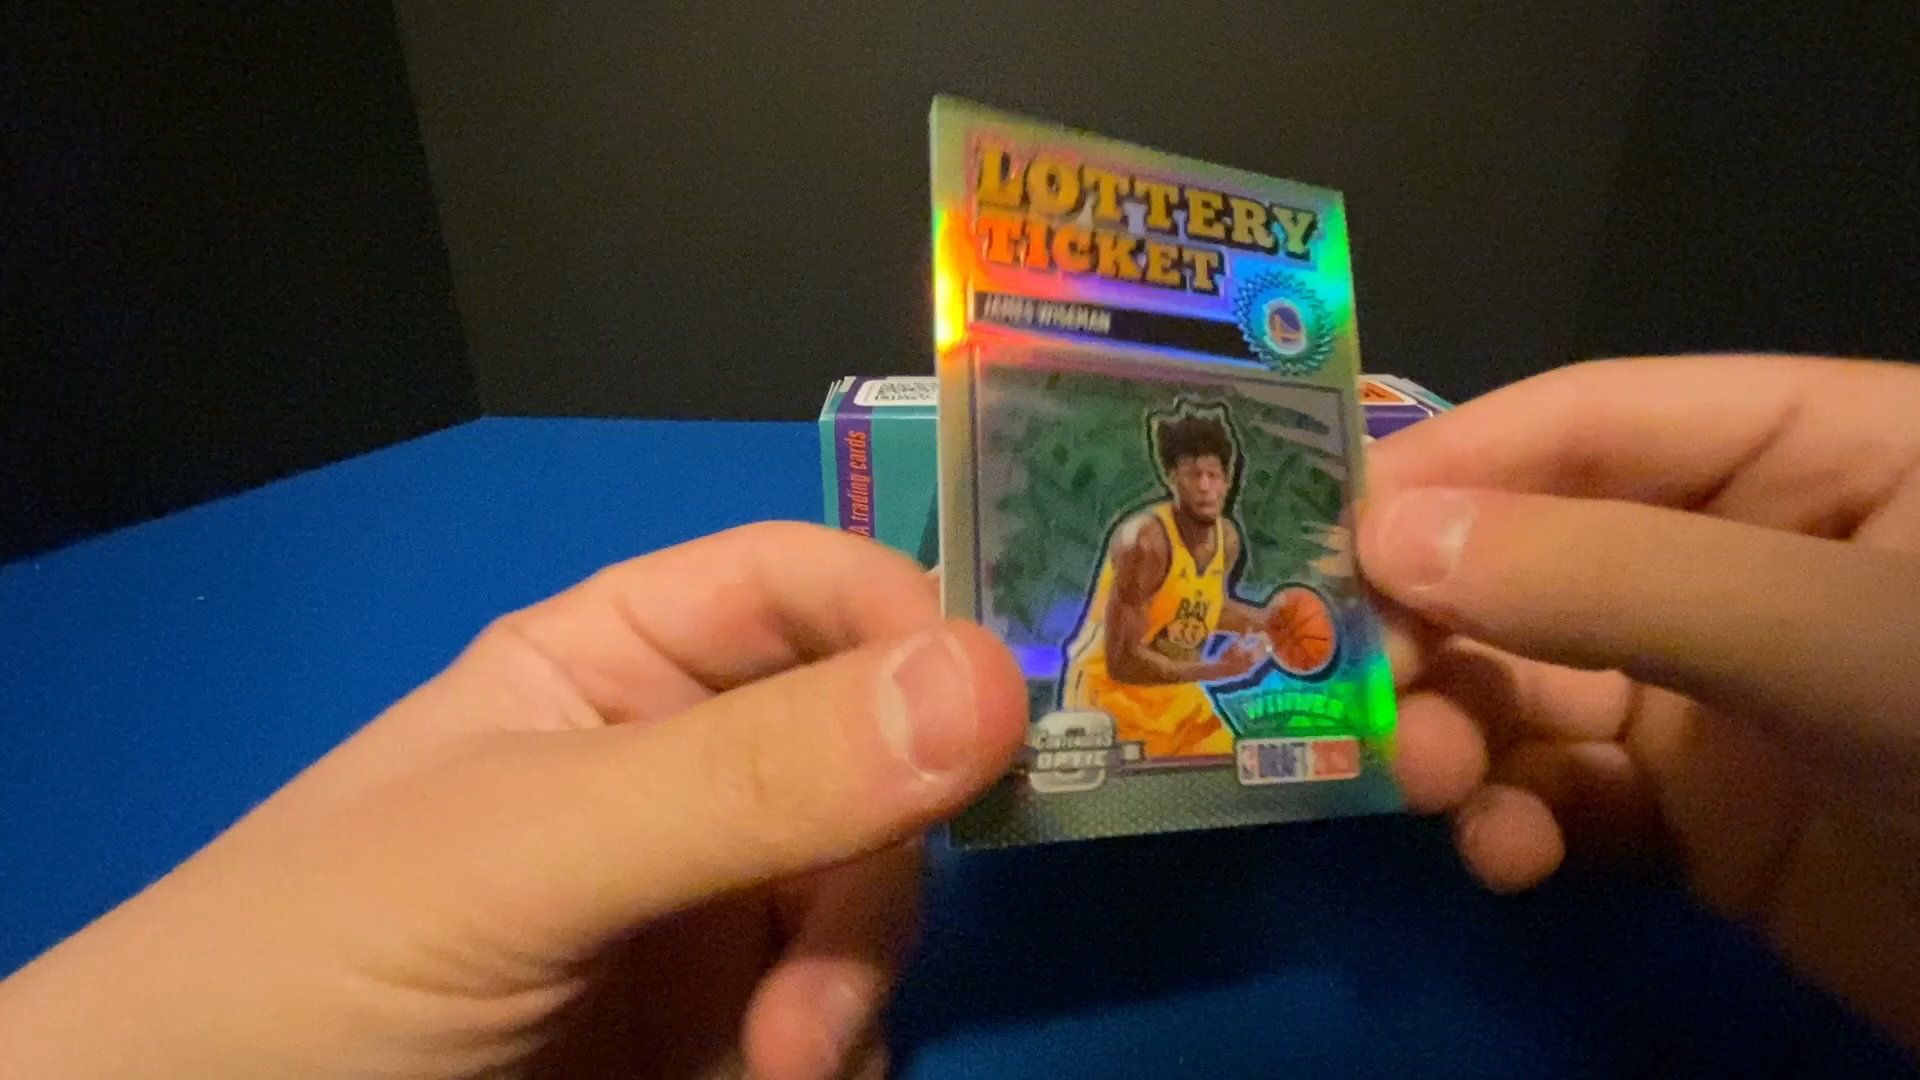 LOTTERY
TICKET
JAMES WISEMAN
A trading cards
BAY
33
WINNER
CONTENDERS
OPTIC
DRAFT